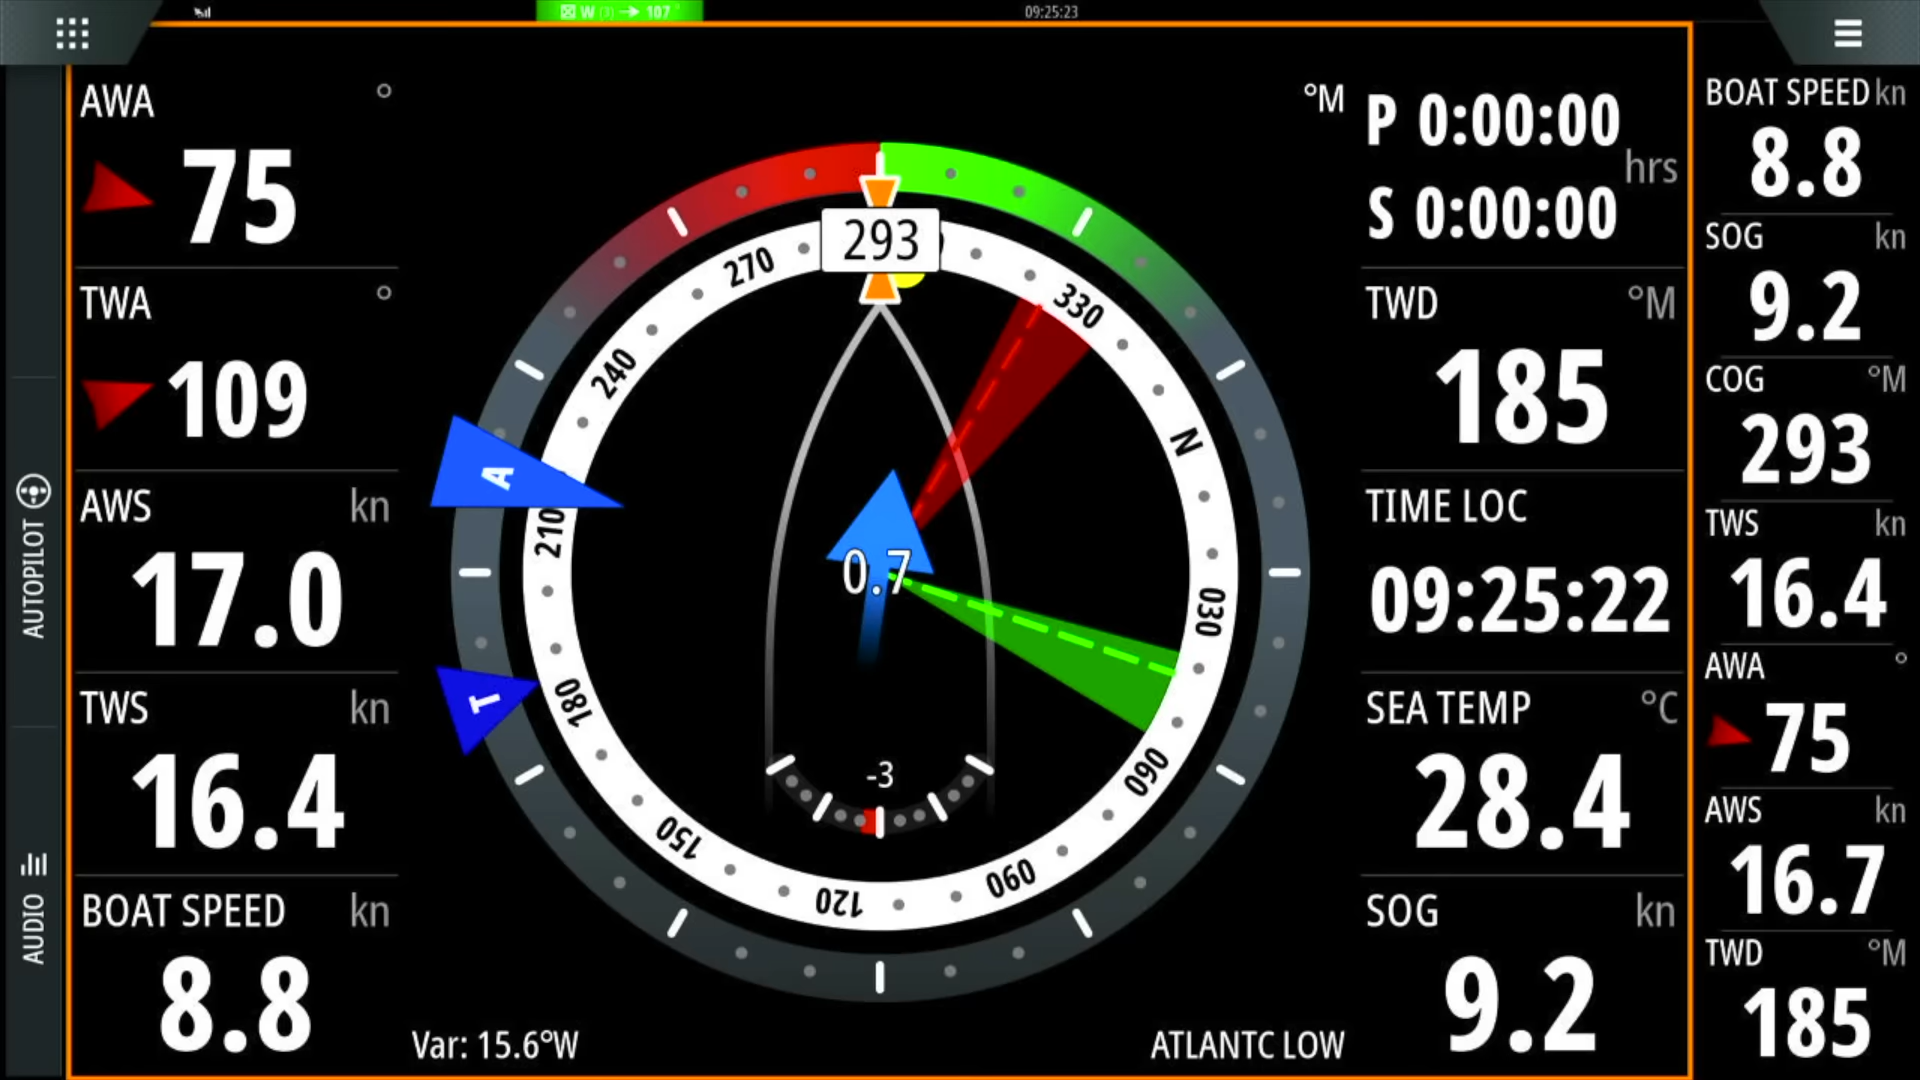 W (3) → 107 °
09:25:23
AUTOPILOT
AUDIO
AWA °
75
TWA °
109
AWS kn
17.0
TWS kn
16.4
BOAT SPEED kn
8.8
°M
293
270
330
240
N
A
210
0.7
030
T
180
060
-3
150
090
120
Var: 15.6°W
ATLANTC LOW
P 0:00:00
hrs
S 0:00:00
TWD °M
185
TIME LOC
09:25:22
SEA TEMP °C
28.4
SOG kn
9.2
BOAT SPEED kn
8.8
SOG kn
9.2
COG °M
293
TWS kn
16.4
AWA °
75
AWS kn
16.7
TWD °M
185